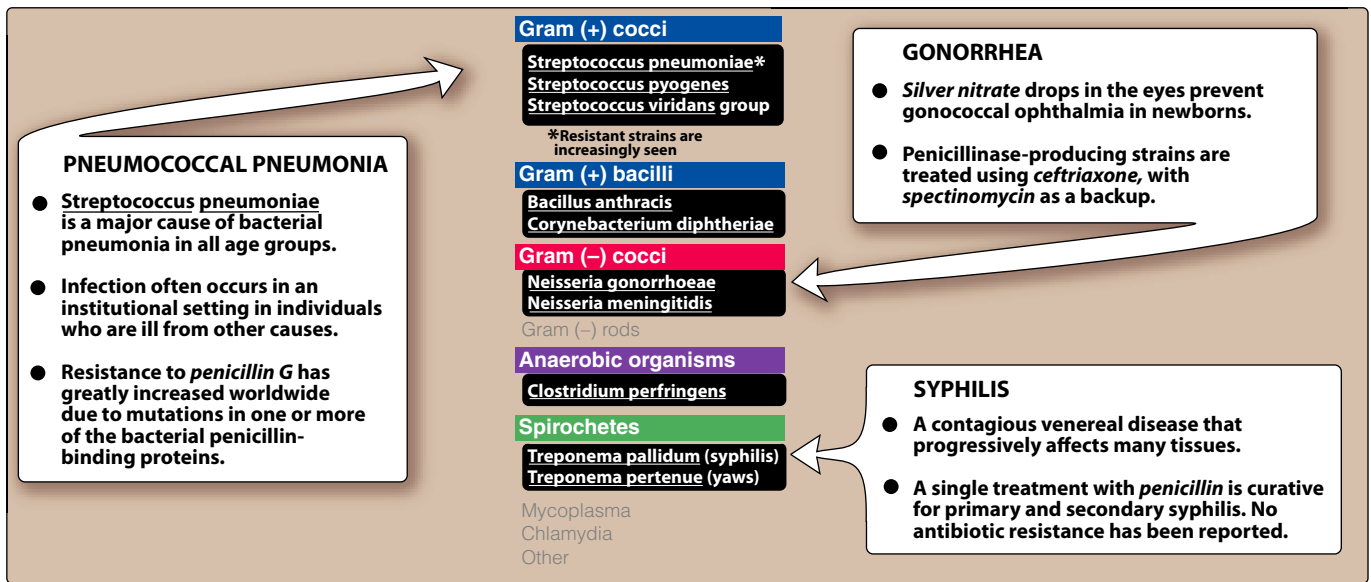 PNEUMOCOCCAL PNEUMONIA
● Streptococcus pneumoniae
is a major cause of bacterial
pneumonia in all age groups.
● Infection often occurs in an
institutional setting in individuals
who are ill from other causes.
● Resistance to penicillin G has
greatly increased worldwide
due to mutations in one or more
of the bacterial penicillin-
binding proteins.
Gram (+) cocci
Streptococcus pneumoniae*
Streptococcus pyogenes
Streptococcus viridans group
*Resistant strains are
increasingly seen
Gram (+) bacilli
Bacillus anthracis
Corynebacterium diphtheriae
Gram (–) cocci
Neisseria gonorrhoeae
Neisseria meningitidis
Gram (–) rods
Anaerobic organisms
Clostridium perfringens
Spirochetes
Treponema pallidum (syphilis)
Treponema pertenue (yaws)
Mycoplasma
Chlamydia
Other
GONORRHEA
● Silver nitrate drops in the eyes prevent
gonococcal ophthalmia in newborns.
● Penicillinase-producing strains are
treated using ceftriaxone, with
spectinomycin as a backup.
SYPHILIS
● A contagious venereal disease that
progressively affects many tissues.
● A single treatment with penicillin is curative
for primary and secondary syphilis. No
antibiotic resistance has been reported.